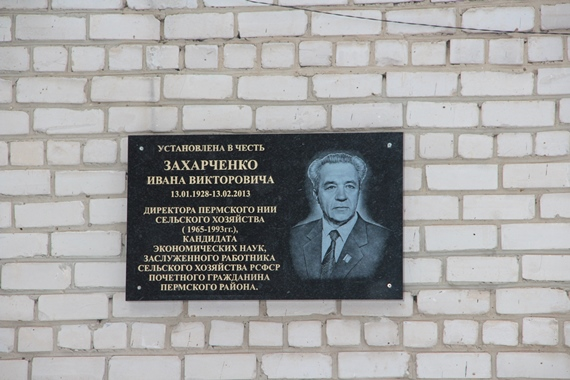 УСТАНОВЛЕНА В ЧЕСТЬ
ЗАХАРЧЕНКО
ИВАНА ВИКТОРОВИЧА
13.01.1928-13.02.2013
ДИРЕКТОРА ПЕРМСКОГО НИИ
СЕЛЬСКОГО ХОЗЯЙСТВА
( 1965-1993гг.),
КАНДИДАТА
ЭКОНОМИЧЕСКИХ НАУК,
ЗАСЛУЖЕННОГО РАБОТНИКА
СЕЛЬСКОГО ХОЗЯЙСТВА РСФСР
ПОЧЕТНОГО ГРАЖДАНИНА
ПЕРМСКОГО РАЙОНА.